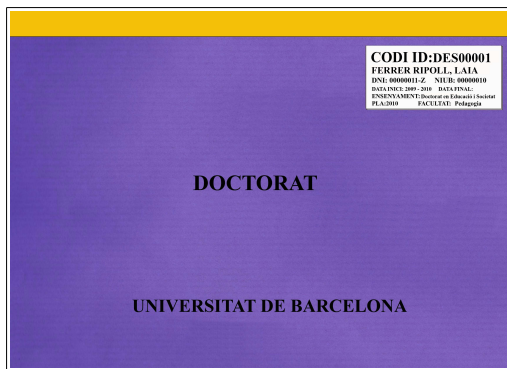 CODI ID:DES00001
FERRER RIPOLL, LAIA
DNI: 00000011-Z NIUB: 00000010
DATA INICI: 2009 - 2010 DATA FINAL:
ENSENYAMENT: Doctorat en Educació i Societat
PLA:2010 FACULTAT: Pedagogia
DOCTORAT
UNIVERSITAT DE BARCELONA